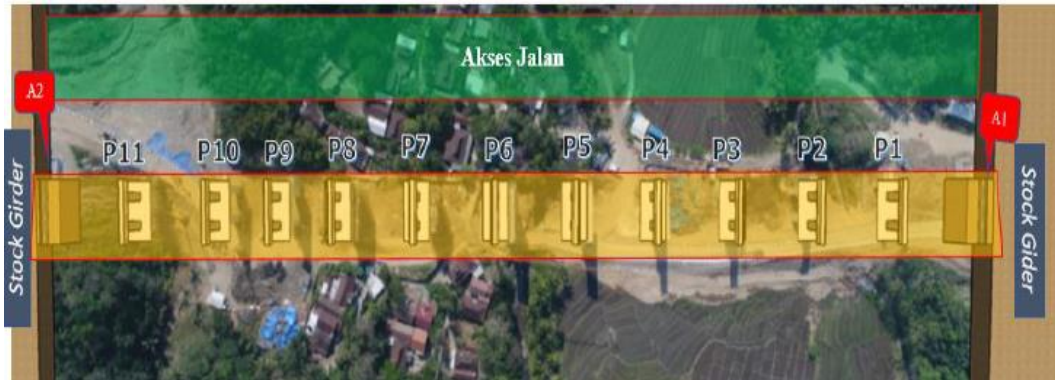 Akses Jalan
A2
A1
P11 P10 P9 P8 P7 P6 P5 P4 P3 P2 P1
Stock Girder
Stock Gider